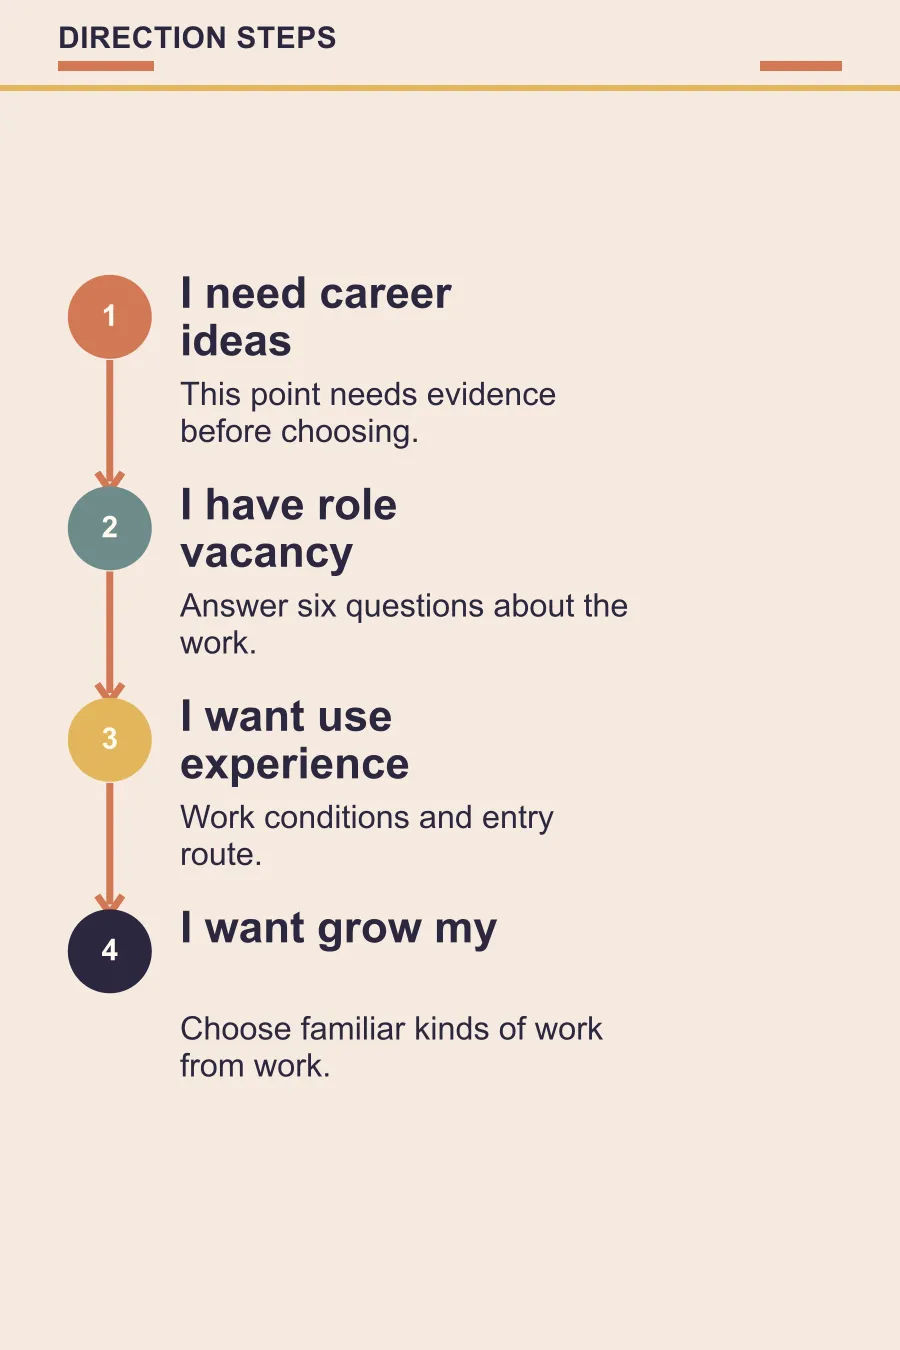 DIRECTION STEPS
1
I need career
ideas
This point needs evidence
before choosing.
2
I have role
vacancy
Answer six questions about the
work.
3
I want use
experience
Work conditions and entry
route.
4
I want grow my
Choose familiar kinds of work
from work.